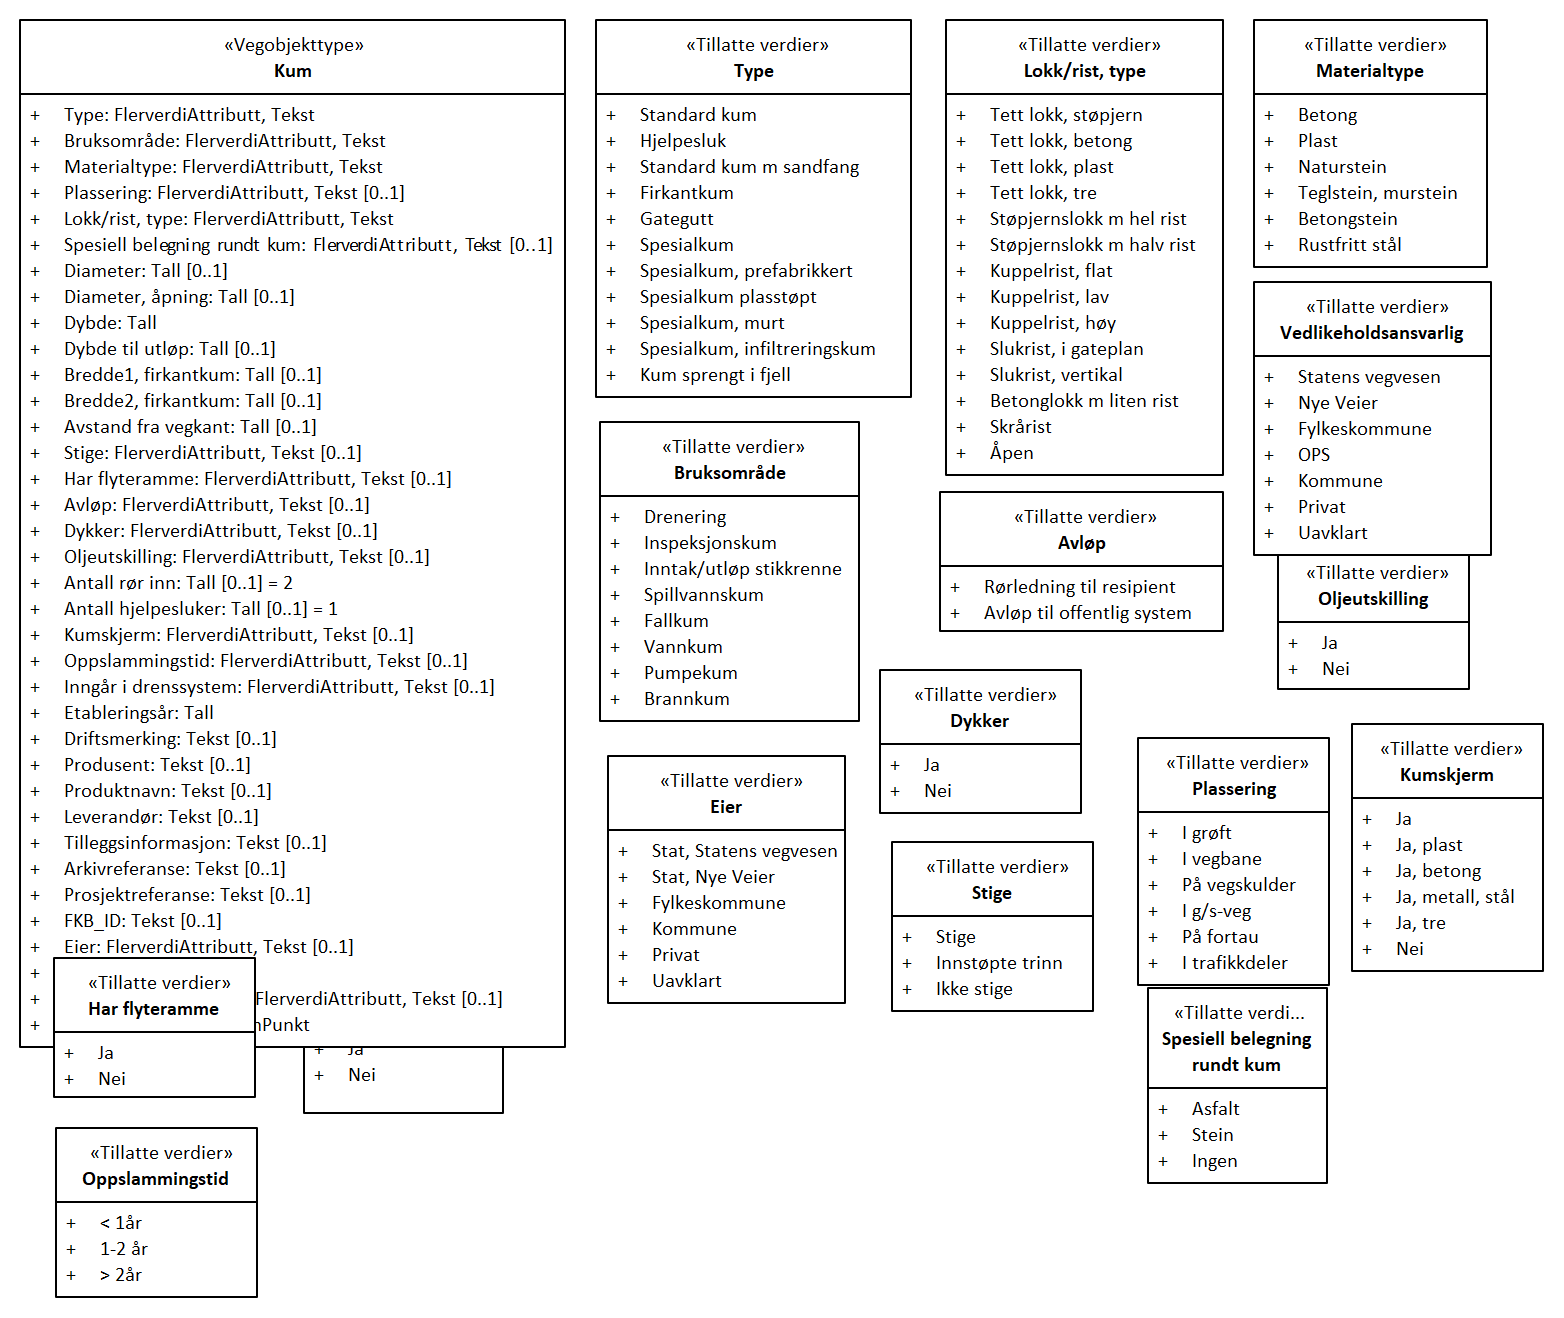 «Vegobjekttype»
Kum
+ Type: FlerverdiAttributt, Tekst
+ Bruksområde: FlerverdiAttributt, Tekst
+ Materialtype: FlerverdiAttributt, Tekst
+ Plassering: FlerverdiAttributt, Tekst [0..1]
+ Lokk/rist, type: FlerverdiAttributt, Tekst
+ Spesiell belegning rundt kum: FlerverdiAttributt, Tekst [0..1]
+ Diameter: Tall [0..1]
+ Diameter, åpning: Tall [0..1]
+ Dybde: Tall
+ Dybde til utløp: Tall [0..1]
+ Bredde1, firkantkum: Tall [0..1]
+ Bredde2, firkantkum: Tall [0..1]
+ Avstand fra vegkant: Tall [0..1]
+ Stige: FlerverdiAttributt, Tekst [0..1]
+ Har flyteramme: FlerverdiAttributt, Tekst [0..1]
+ Avløp: FlerverdiAttributt, Tekst [0..1]
+ Dykker: FlerverdiAttributt, Tekst [0..1]
+ Oljeutskilling: FlerverdiAttributt, Tekst [0..1]
+ Antall rør inn: Tall [0..1] = 2
+ Antall hjelpesluker: Tall [0..1] = 1
+ Kumskjerm: FlerverdiAttributt, Tekst [0..1]
+ Oppslammingstid: FlerverdiAttributt, Tekst [0..1]
+ Inngår i drenssystem: FlerverdiAttributt, Tekst [0..1]
+ Etableringsår: Tall
+ Driftsmerking: Tekst [0..1]
+ Produsent: Tekst [0..1]
+ Produktnavn: Tekst [0..1]
+ Leverandør: Tekst [0..1]
+ Tilleggsinformasjon: Tekst [0..1]
+ Arkivreferanse: Tekst [0..1]
+ Prosjektreferanse: Tekst [0..1]
+ FKB_ID: Tekst [0..1]
+ Eier: FlerverdiAttributt, Tekst [0..1]
+
+ FlerverdiAttributt, Tekst [0..1]
+ Punkt
«Tillatte verdier»
Har flyteramme
+ Ja
+ Nei
+ Ja
+ Nei
«Tillatte verdier»
Oppslammingstid
+ < 1år
+ 1-2 år
+ > 2år
«Tillatte verdier»
Type
+ Standard kum
+ Hjelpesluk
+ Standard kum m sandfang
+ Firkantkum
+ Gategutt
+ Spesialkum
+ Spesialkum, prefabrikkert
+ Spesialkum plasstøpt
+ Spesialkum, murt
+ Spesialkum, infiltreringskum
+ Kum sprengt i fjell
«Tillatte verdier»
Bruksområde
+ Drenering
+ Inspeksjonskum
+ Inntak/utløp stikkrenne
+ Spillvannskum
+ Fallkum
+ Vannkum
+ Pumpekum
+ Brannkum
«Tillatte verdier»
Eier
+ Stat, Statens vegvesen
+ Stat, Nye Veier
+ Fylkeskommune
+ Kommune
+ Privat
+ Uavklart
«Tillatte verdier»
Lokk/rist, type
+ Tett lokk, støpjern
+ Tett lokk, betong
+ Tett lokk, plast
+ Tett lokk, tre
+ Støpjernslokk m hel rist
+ Støpjernslokk m halv rist
+ Kuppelrist, flat
+ Kuppelrist, lav
+ Kuppelrist, høy
+ Slukrist, i gateplan
+ Slukrist, vertikal
+ Betonglokk m liten rist
+ Skrårist
+ Åpen
«Tillatte verdier»
Avløp
+ Rørledning til resipient
+ Avløp til offentlig system
«Tillatte verdier»
Dykker
+ Ja
+ Nei
«Tillatte verdier»
Stige
+ Stige
+ Innstøpte trinn
+ Ikke stige
«Tillatte verdier»
Materialtype
+ Betong
+ Plast
+ Naturstein
+ Teglstein, murstein
+ Betongstein
+ Rustfritt stål
«Tillatte verdier»
Vedlikeholdsansvarlig
+ Statens vegvesen
+ Nye Veier
+ Fylkeskommune
+ OPS
+ Kommune
+ Privat
+ Uavklart
«Tillatte verdier»
Oljeutskilling
+ Ja
+ Nei
«Tillatte verdier»
Plassering
+ I grøft
+ I vegbane
+ På vegskulder
+ I g/s-veg
+ På fortau
+ I trafikkdeler
«Tillatte verdier»
Kumskjerm
+ Ja
+ Ja, plast
+ Ja, betong
+ Ja, metall, stål
+ Ja, tre
+ Nei
«Tillatte verdi...
Spesiell belegning
rundt kum
+ Asfalt
+ Stein
+ Ingen